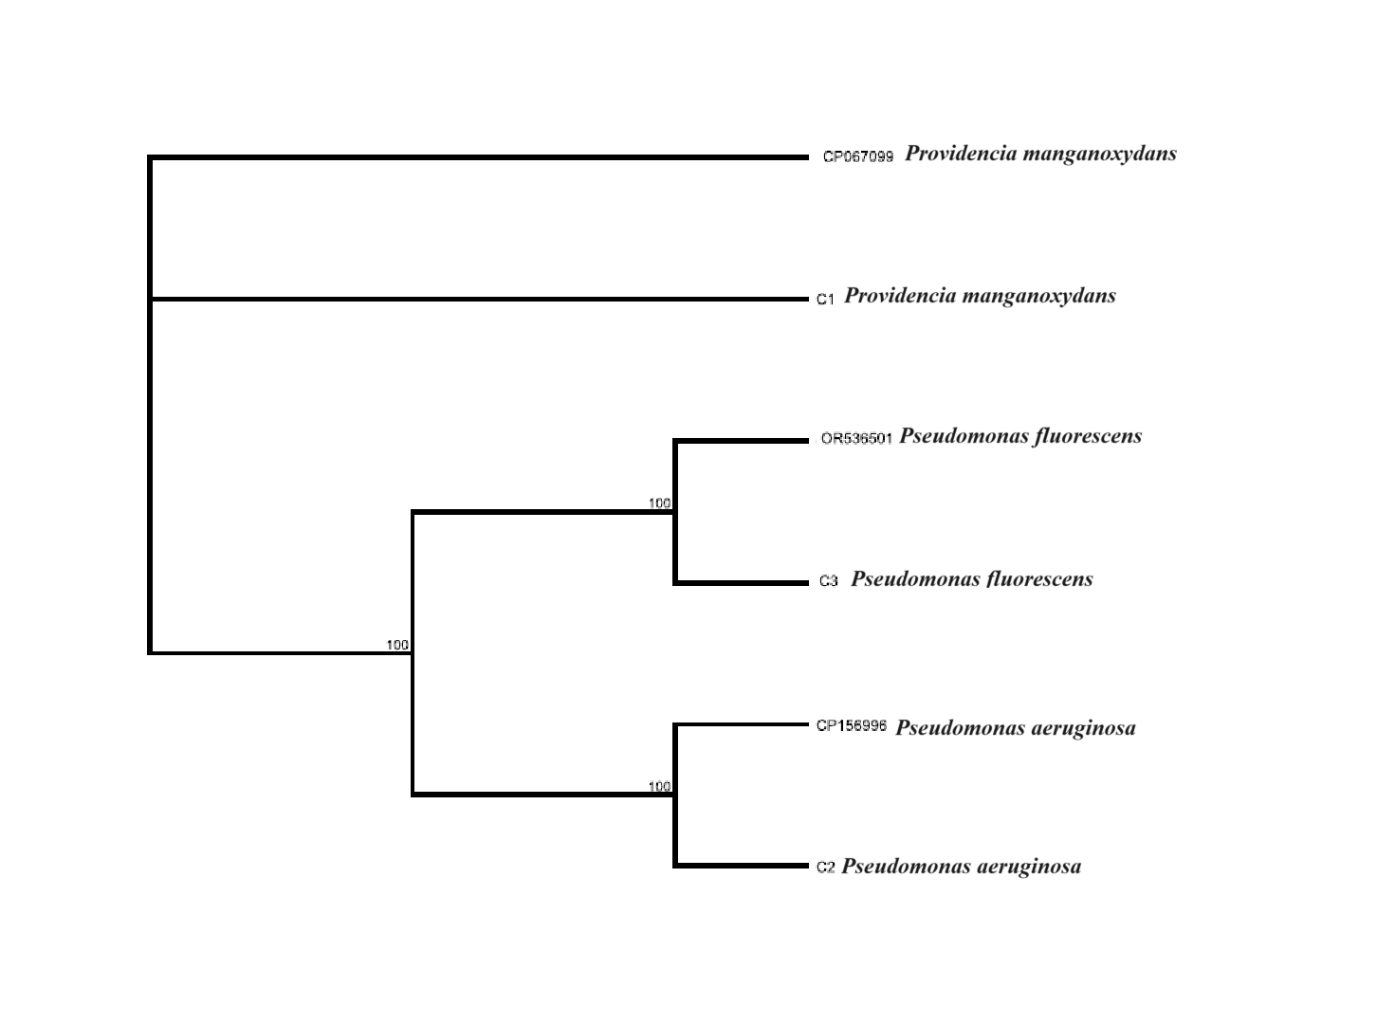 CP067099 Providencia manganoxydans
C1 Providencia manganoxydans
OR536501 Pseudomonas fluorescens
100
C3 Pseudomonas fluorescens
100
CP156996 Pseudomonas aeruginosa
100
C2 Pseudomonas aeruginosa